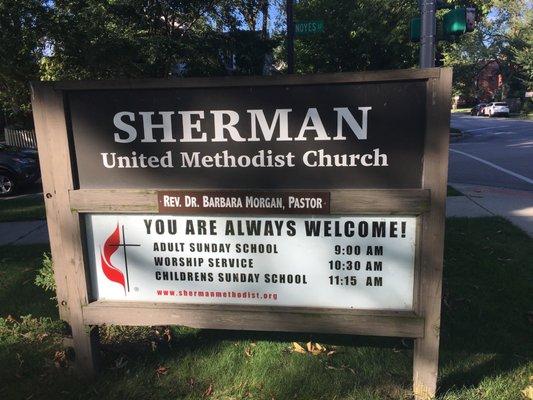 NOYES ST
SHERMAN
United Methodist Church
REV. DR. BARBARA MORGAN, PASTOR
YOU ARE ALWAYS WELCOME!
ADULT SUNDAY SCHOOL 9:00 AM
WORSHIP SERVICE 10:30 AM
CHILDRENS SUNDAY SCHOOL 11:15 AM
www.shermanmethodist.org